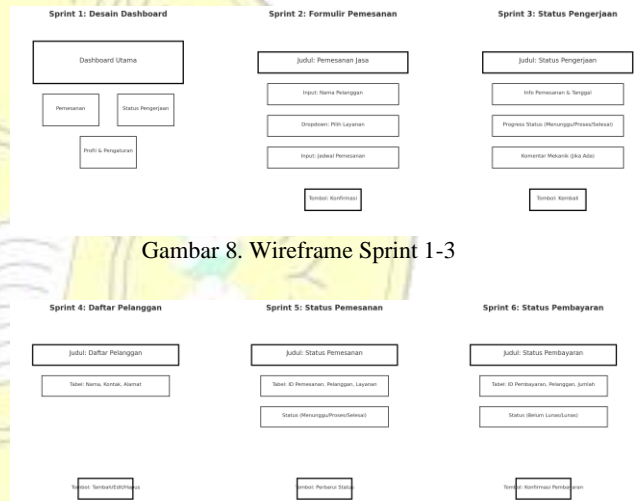 Sprint 1: Desain Dashboard
Dashboard Utama
Pemesanan
Status Pengerjaan
Profil & Pengaturan
Sprint 2: Formulir Pemesanan
Judul: Pemesanan Jasa
Input: Nama Pelanggan
Dropdown: Pilih Layanan
Input: Jadwal Pemesanan
Tombol: Konfirmasi
Sprint 3: Status Pengerjaan
Judul: Status Pengerjaan
Info Pemesanan & Tanggal
Progress Status (Menunggu/Proses/Selesai)
Komentar Mekanik (Jika Ada)
Tombol: Kembali
Gambar 8. Wireframe Sprint 1-3
Sprint 4: Daftar Pelanggan
Judul: Daftar Pelanggan
Tabel: Nama, Kontak, Alamat
Tombol: Tambah/Edit/Hapus
Sprint 5: Status Pemesanan
Judul: Status Pemesanan
Tabel: ID Pemesanan, Pelanggan, Layanan
Status (Menunggu/Proses/Selesai)
Tombol: Perbarui Status
Sprint 6: Status Pembayaran
Judul: Status Pembayaran
Tabel: ID Pembayaran, Pelanggan, Jumlah
Status (Belum Lunas/Lunas)
Tombol: Konfirmasi Pembayaran